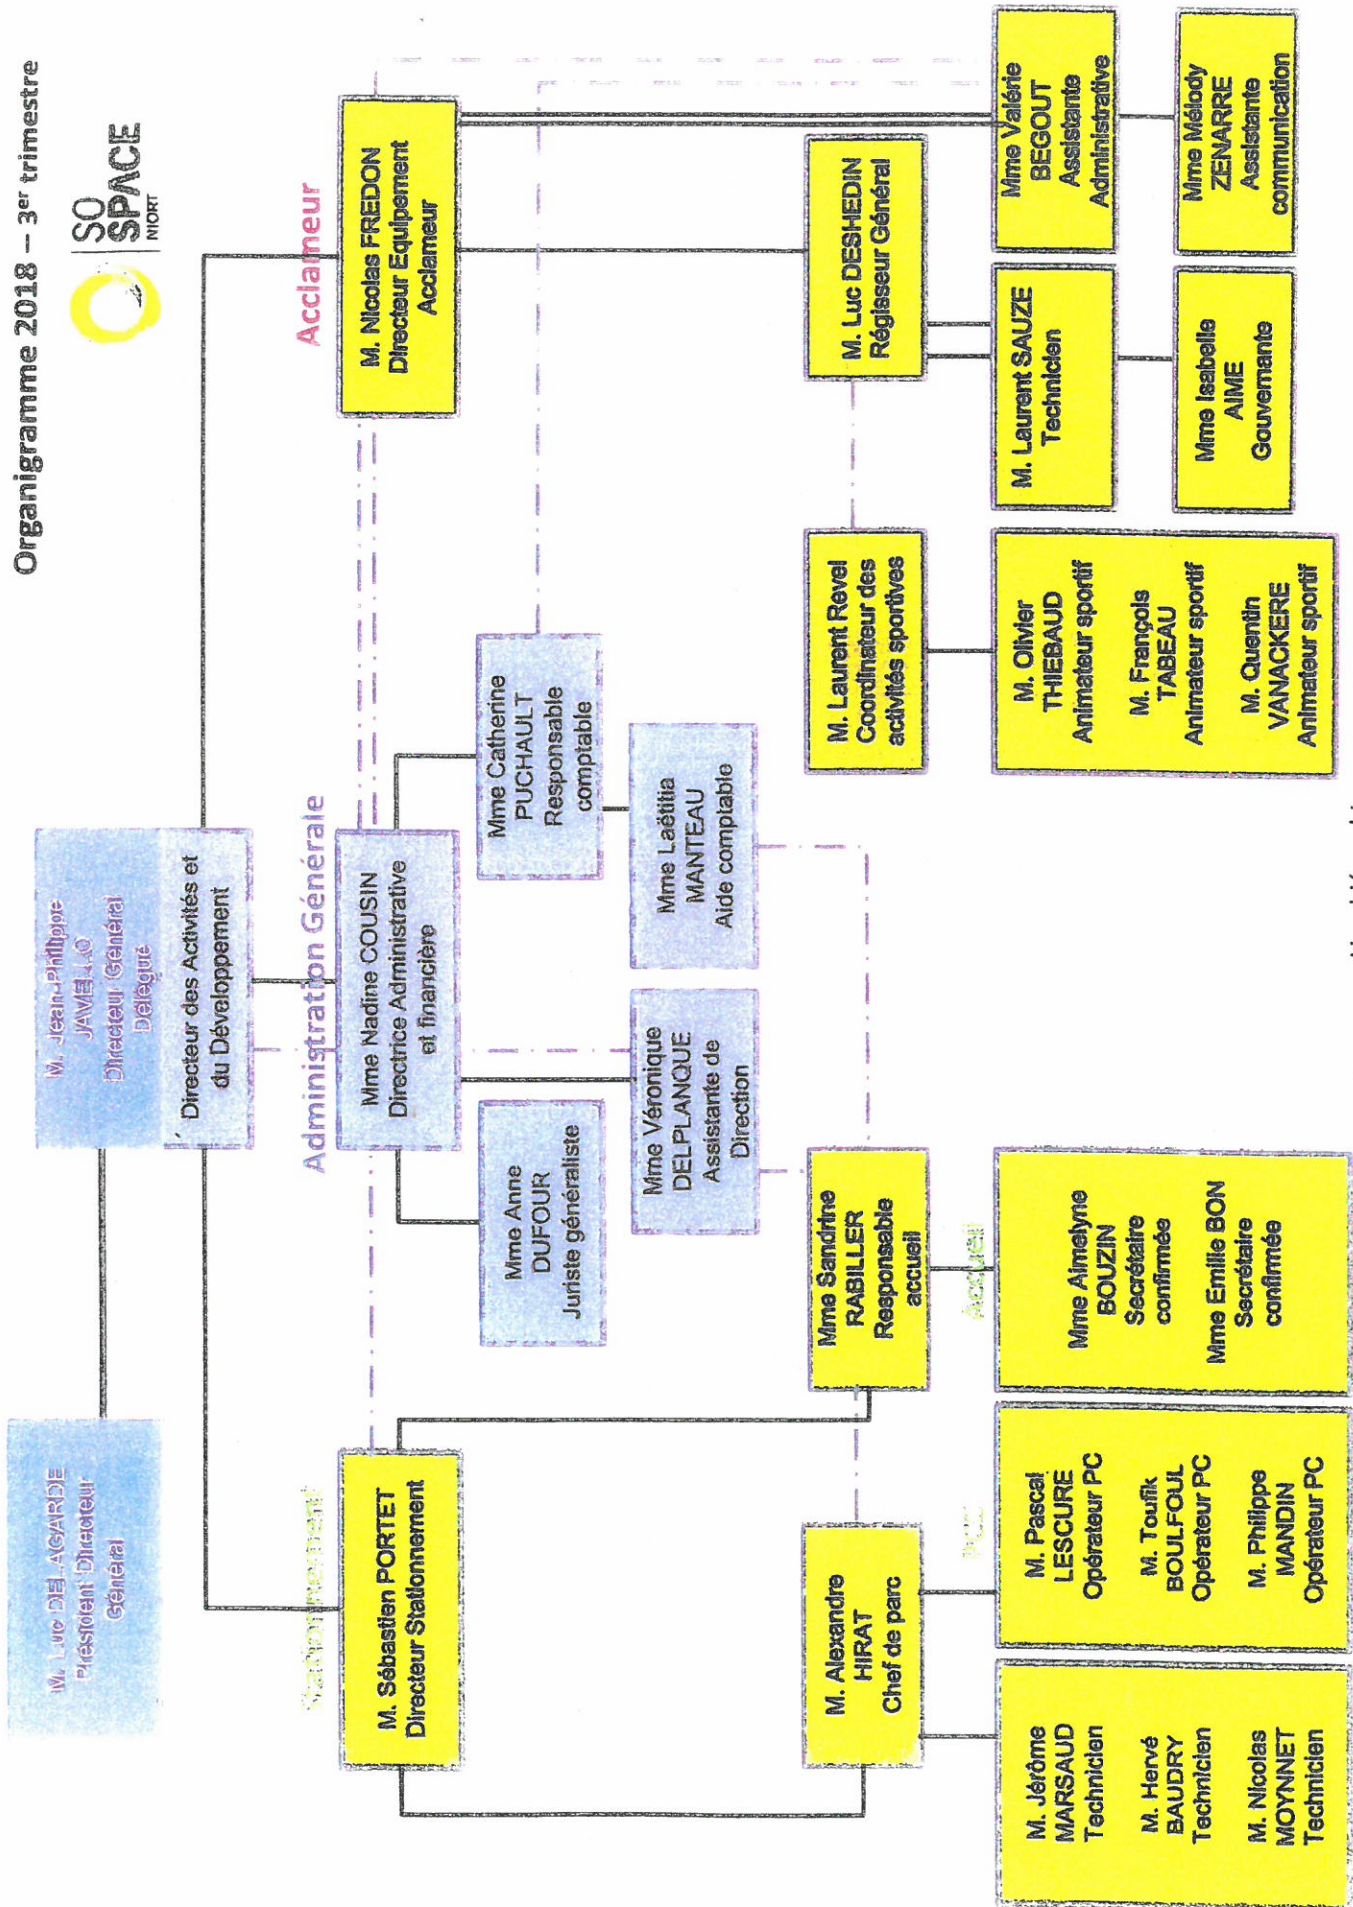 Organigramme 2018 – 3er trimestre
SO
SPACE
NIORT
M. Luc DELAGARDE
Président Directeur
Général
M. Jean-Philippe
JAVELLO
Directeur Général
Délégué
Directeur des Activités et
du Développement
Stationnement
Administration Générale
Acclameur
M. Sébastien PORTET
Directeur Stationnement
Mme Nadine COUSIN
Directrice Administrative
et financière
M. Nicolas FREDON
Directeur Equipement
Acclameur
Mme Anne
DUFOUR
Juriste généraliste
Mme Catherine
PUCHAULT
Responsable
comptable
Mme Véronique
DELPLANQUE
Assistante de
Direction
Mme Laëtitia
MANTEAU
Aide comptable
M. Alexandre
HIRAT
Chef de parc
Mme Sandrine
RABILLER
Responsable
accueil
M. Laurent Revel
Coordinateur des
activités sportives
M. Luc DESHEDIN
Régisseur Général
Accueil
M. Jérôme
MARSAUD
Technicien
M. Hervé
BAUDRY
Technicien
M. Nicolas
MOYNNET
Technicien
M. Pascal
LESCURE
Opérateur PC
M. Toufik
BOULFOUL
Opérateur PC
M. Philippe
MANDIN
Opérateur PC
Mme Aimelyne
BOUZIN
Secrétaire
confirmée
Mme Emilie BON
Secrétaire
confirmée
M. Olivier
THIEBAUD
Animateur sportif
M. François
TABEAU
Animateur sportif
M. Quentin
VANACKERE
Animateur sportif
M. Laurent SAUZE
Technicien
Mme Isabelle
AIME
Gouvernante
Mme Valérie
BEGOUT
Assistante
Administrative
Mme Mélody
ZENARRE
Assistante
communication